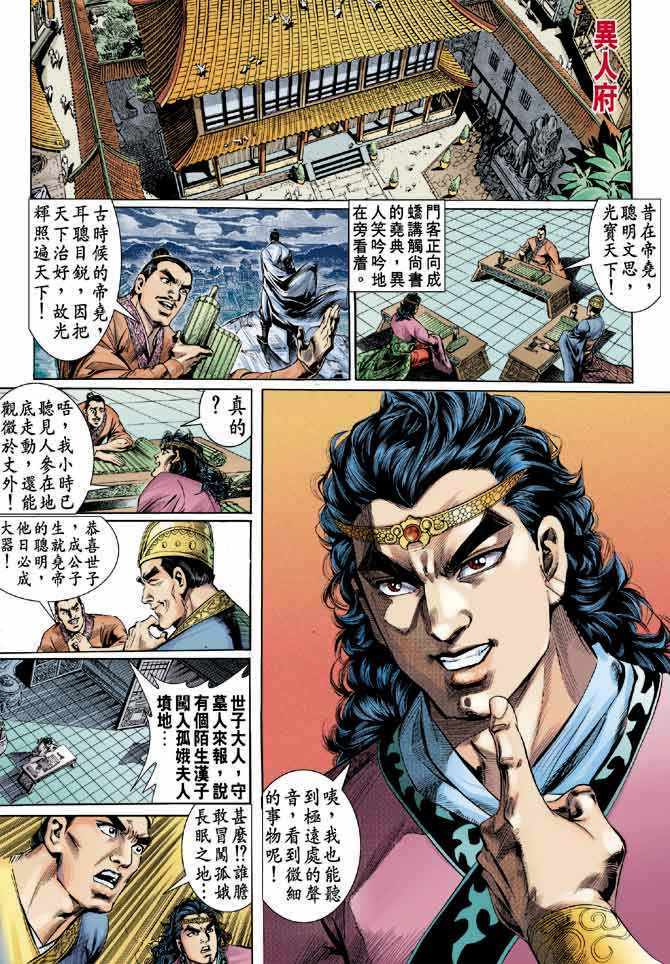 異人府
昔在帝堯，
聰明文思，
光寶天下！
門客正向成
蟜講觸尚書
的堯典，異
人笑吟吟地
在旁看着。
古時候的帝堯，
耳聰目銳，因把
天下治好，故光
輝照遍天下！
真的
？
唔，我小時已
聽見人參在地
底走動，還能
觀微於丈外！
咦，我也能聽
到極遠處的聲
音，看到微細
的事物呢！
恭喜世子
，成公子
生就堯帝
的聰明，
他日必成
大器！
世子大人，守
墓人來報，說
有個陌生漢子
闖入孤娥夫人
墳地…
甚麼!?誰膽
敢冒闖孤娥
長眠之地…